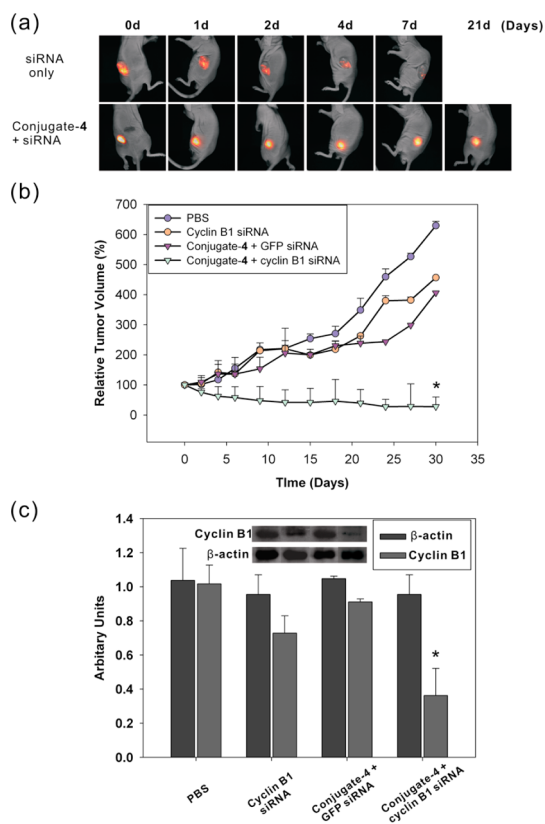 (a)
0d 1d 2d 4d 7d 21d (Days)
siRNA
only
Conjugate-4
+ siRNA
(b)
700
600
500
400
300
200
100
0
Relative Tumor Volume (%)
PBS
Cyclin B1 siRNA
Conjugate-4 + GFP siRNA
Conjugate-4 + cyclin B1 siRNA
*
0 5 10 15 20 25 30 35
TIme (Days)
(c)
1.4
1.2
1.0
0.8
0.6
0.4
0.2
0.0
Arbitary Units
Cyclin B1
β-actin
β-actin
Cyclin B1
*
PBS
Cyclin B1
siRNA
Conjugate-4 +
GFP siRNA
Conjugate-4 +
cyclin B1 siRNA